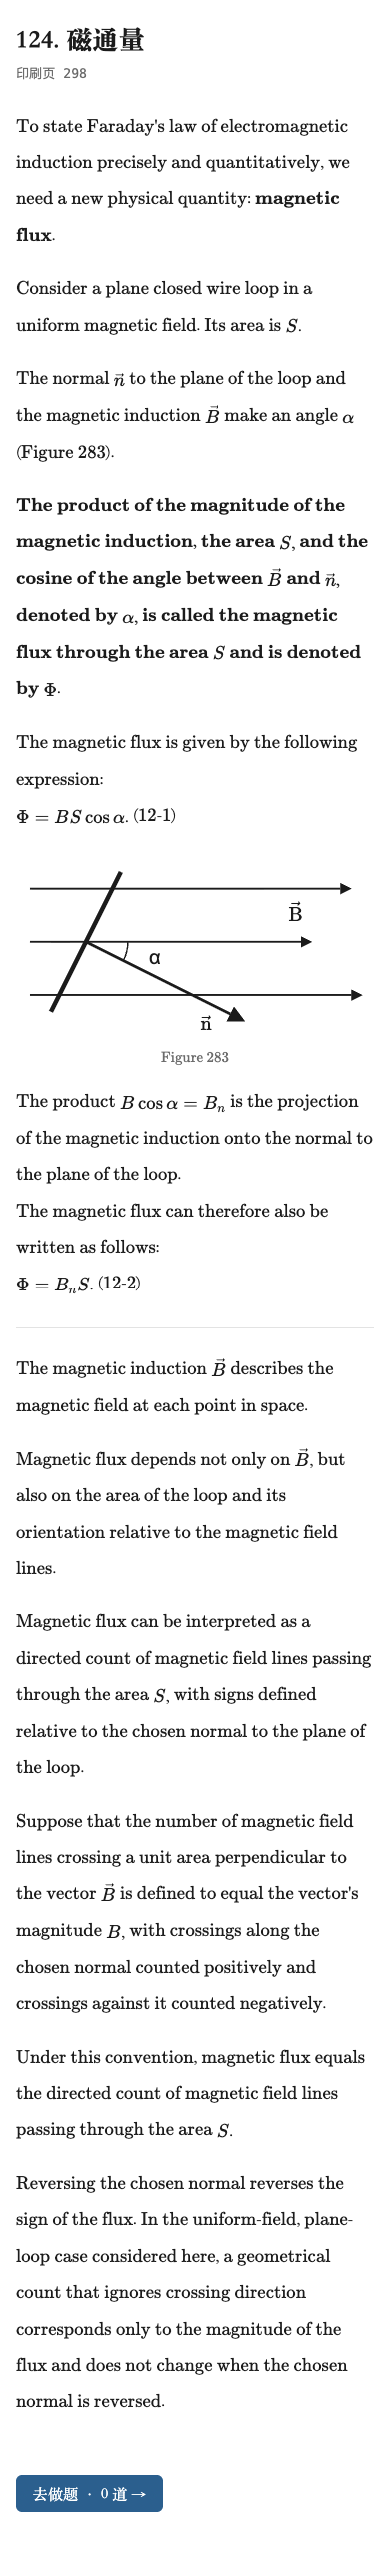 124. 磁通量
印刷页 298
To state Faraday's law of electromagnetic
induction precisely and quantitatively, we
need a new physical quantity: magnetic
flux.
Consider a plane closed wire loop in a
uniform magnetic field. Its area is S.
The normal n⃗ to the plane of the loop and
the magnetic induction B⃗ make an angle α
(Figure 283).
The product of the magnitude of the
magnetic induction, the area S, and the
cosine of the angle between B⃗ and n⃗,
denoted by α, is called the magnetic
flux through the area S and is denoted
by Φ.
The magnetic flux is given by the following
expression:
Φ = BS cos α. (12-1)
B⃗
α
n⃗
Figure 283
The product B cos α = Bₙ is the projection
of the magnetic induction onto the normal to
the plane of the loop.
The magnetic flux can therefore also be
written as follows:
Φ = BₙS. (12-2)
The magnetic induction B⃗ describes the
magnetic field at each point in space.
Magnetic flux depends not only on B⃗, but
also on the area of the loop and its
orientation relative to the magnetic field
lines.
Magnetic flux can be interpreted as a
directed count of magnetic field lines passing
through the area S, with signs defined
relative to the chosen normal to the plane of
the loop.
Suppose that the number of magnetic field
lines crossing a unit area perpendicular to
the vector B⃗ is defined to equal the vector's
magnitude B, with crossings along the
chosen normal counted positively and
crossings against it counted negatively.
Under this convention, magnetic flux equals
the directed count of magnetic field lines
passing through the area S.
Reversing the chosen normal reverses the
sign of the flux. In the uniform-field, plane-
loop case considered here, a geometrical
count that ignores crossing direction
corresponds only to the magnitude of the
flux and does not change when the chosen
normal is reversed.
去做题 · 0 道 →